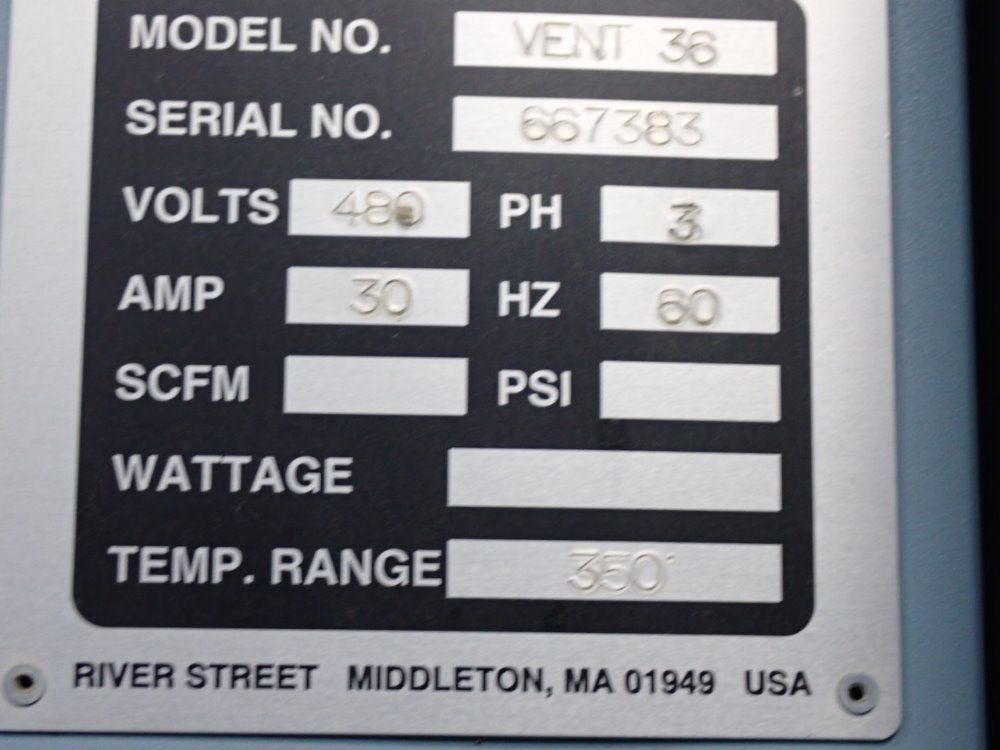 MODEL NO. VENT 36
SERIAL NO. 667383
VOLTS 480 PH 3
AMP 30 HZ 60
SCFM PSI
WATTAGE
TEMP. RANGE 350°
RIVER STREET MIDDLETON, MA 01949 USA